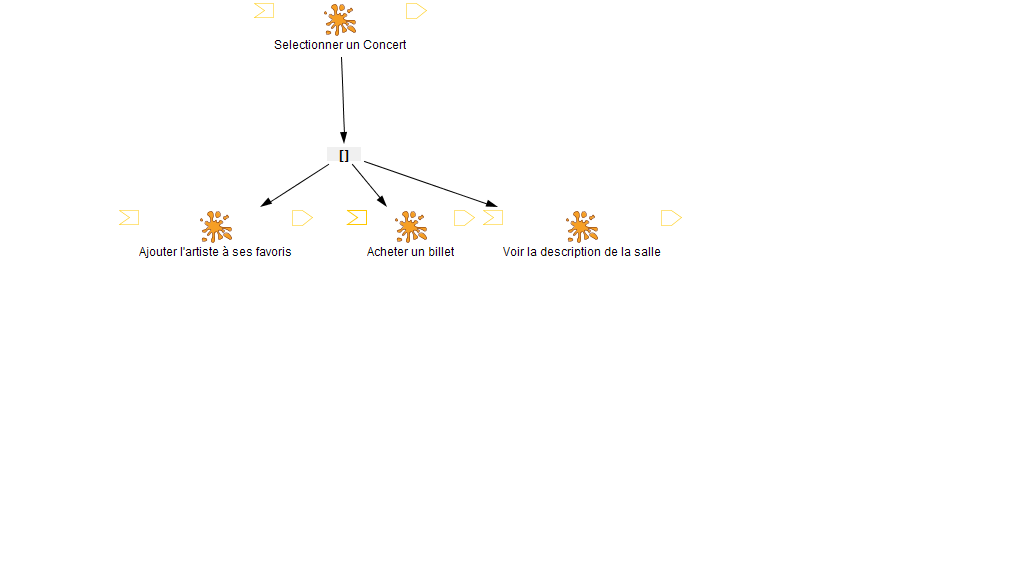 Selectionner un Concert
[]
Ajouter l'artiste à ses favoris
Acheter un billet
Voir la description de la salle